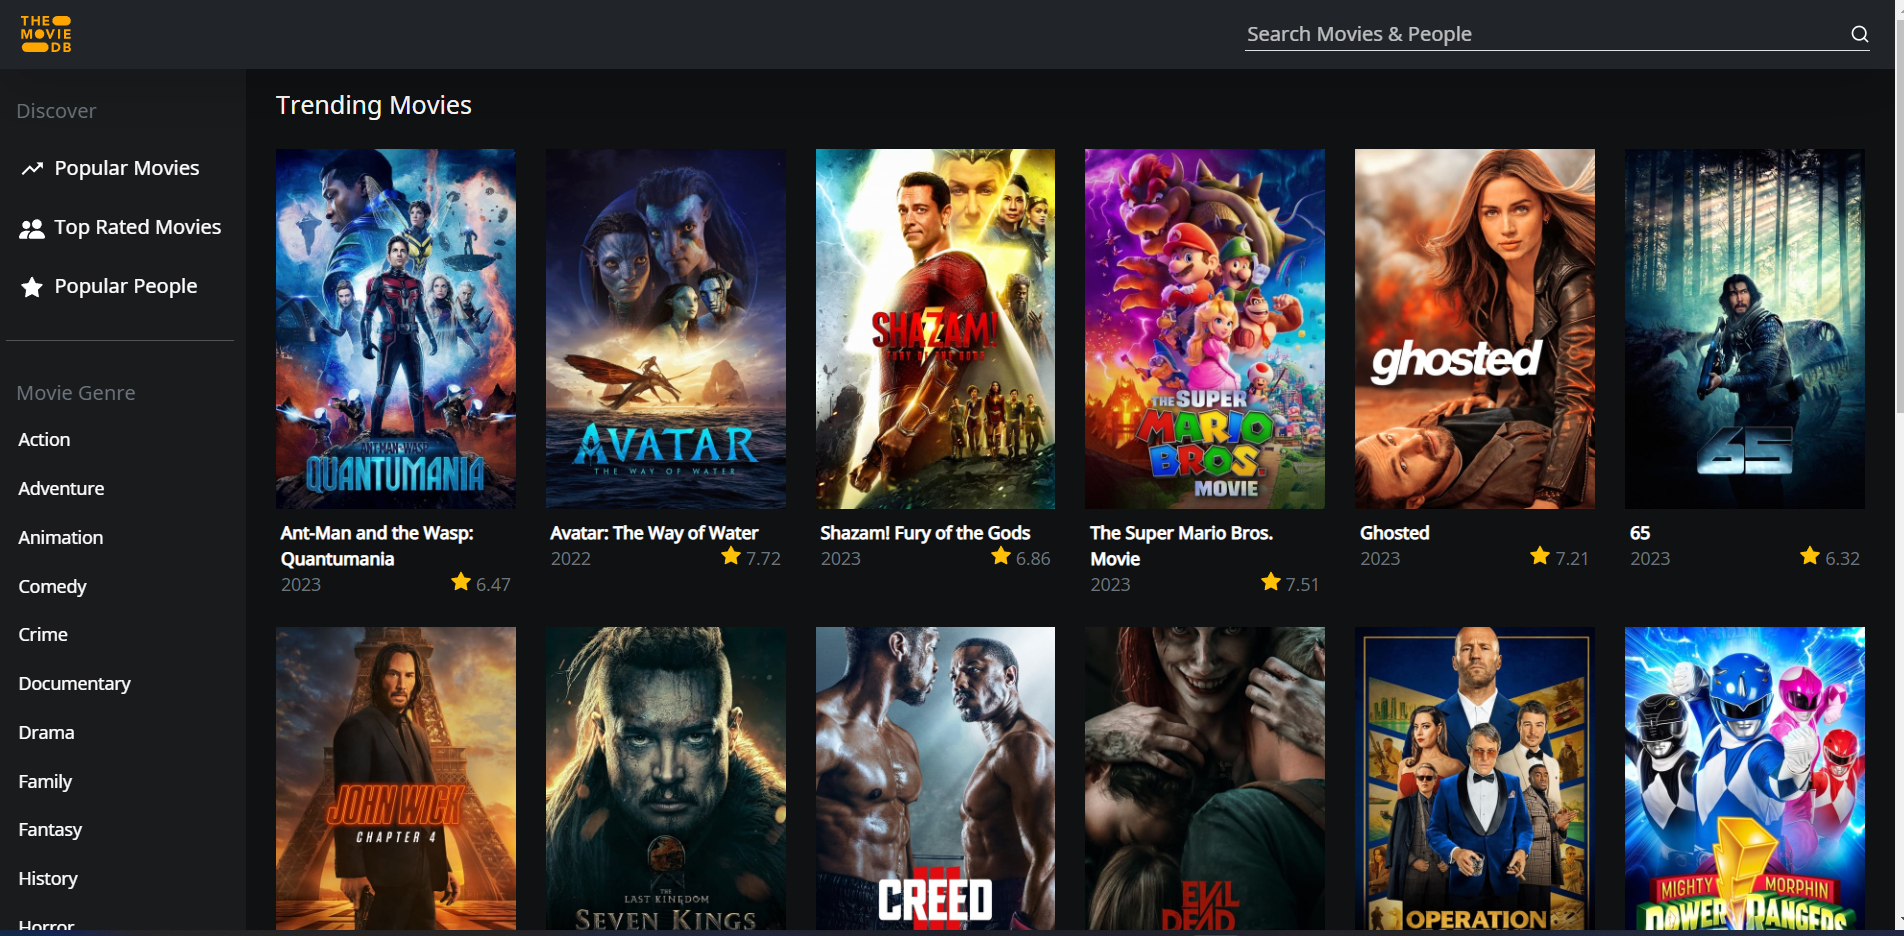 THE
MOVIE
DB
Search Movies & People
Discover
Popular Movies
Top Rated Movies
Popular People
Movie Genre
Action
Adventure
Animation
Comedy
Crime
Documentary
Drama
Family
Fantasy
History
Horror
Trending Movies
ANT-MAN AND THE WASP
QUANTUMANIA
Ant-Man and the Wasp:
Quantumania
2023
6.47
AVATAR
THE WAY OF WATER
Avatar: The Way of Water
2022
7.72
SHAZAM!
FURY OF THE GODS
Shazam! Fury of the Gods
2023
6.86
THE SUPER
MARIO
BROS.
MOVIE
The Super Mario Bros.
Movie
2023
7.51
ghosted
Ghosted
2023
7.21
65
65
2023
6.32
JOHN WICK
CHAPTER 4
THE
LAST KINGDOM
SEVEN KINGS
III
CREED
EVIL
DEAD
OPERATION
MIGHTY MORPHIN
POWER RANGERS